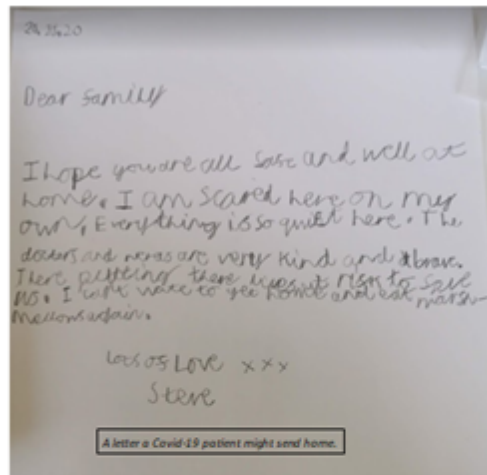 Dear family
I hope you are all safe and well at
home. I am scared here on my
own. Everything is so quiet here. The
doctors and are very kind and brave.
There putting there lives at risk to save
us. I cant wate to get home and eat marsh-
mellows again.
Lots of Love xxx
Steve
A letter a Covid-19 patient might send home.